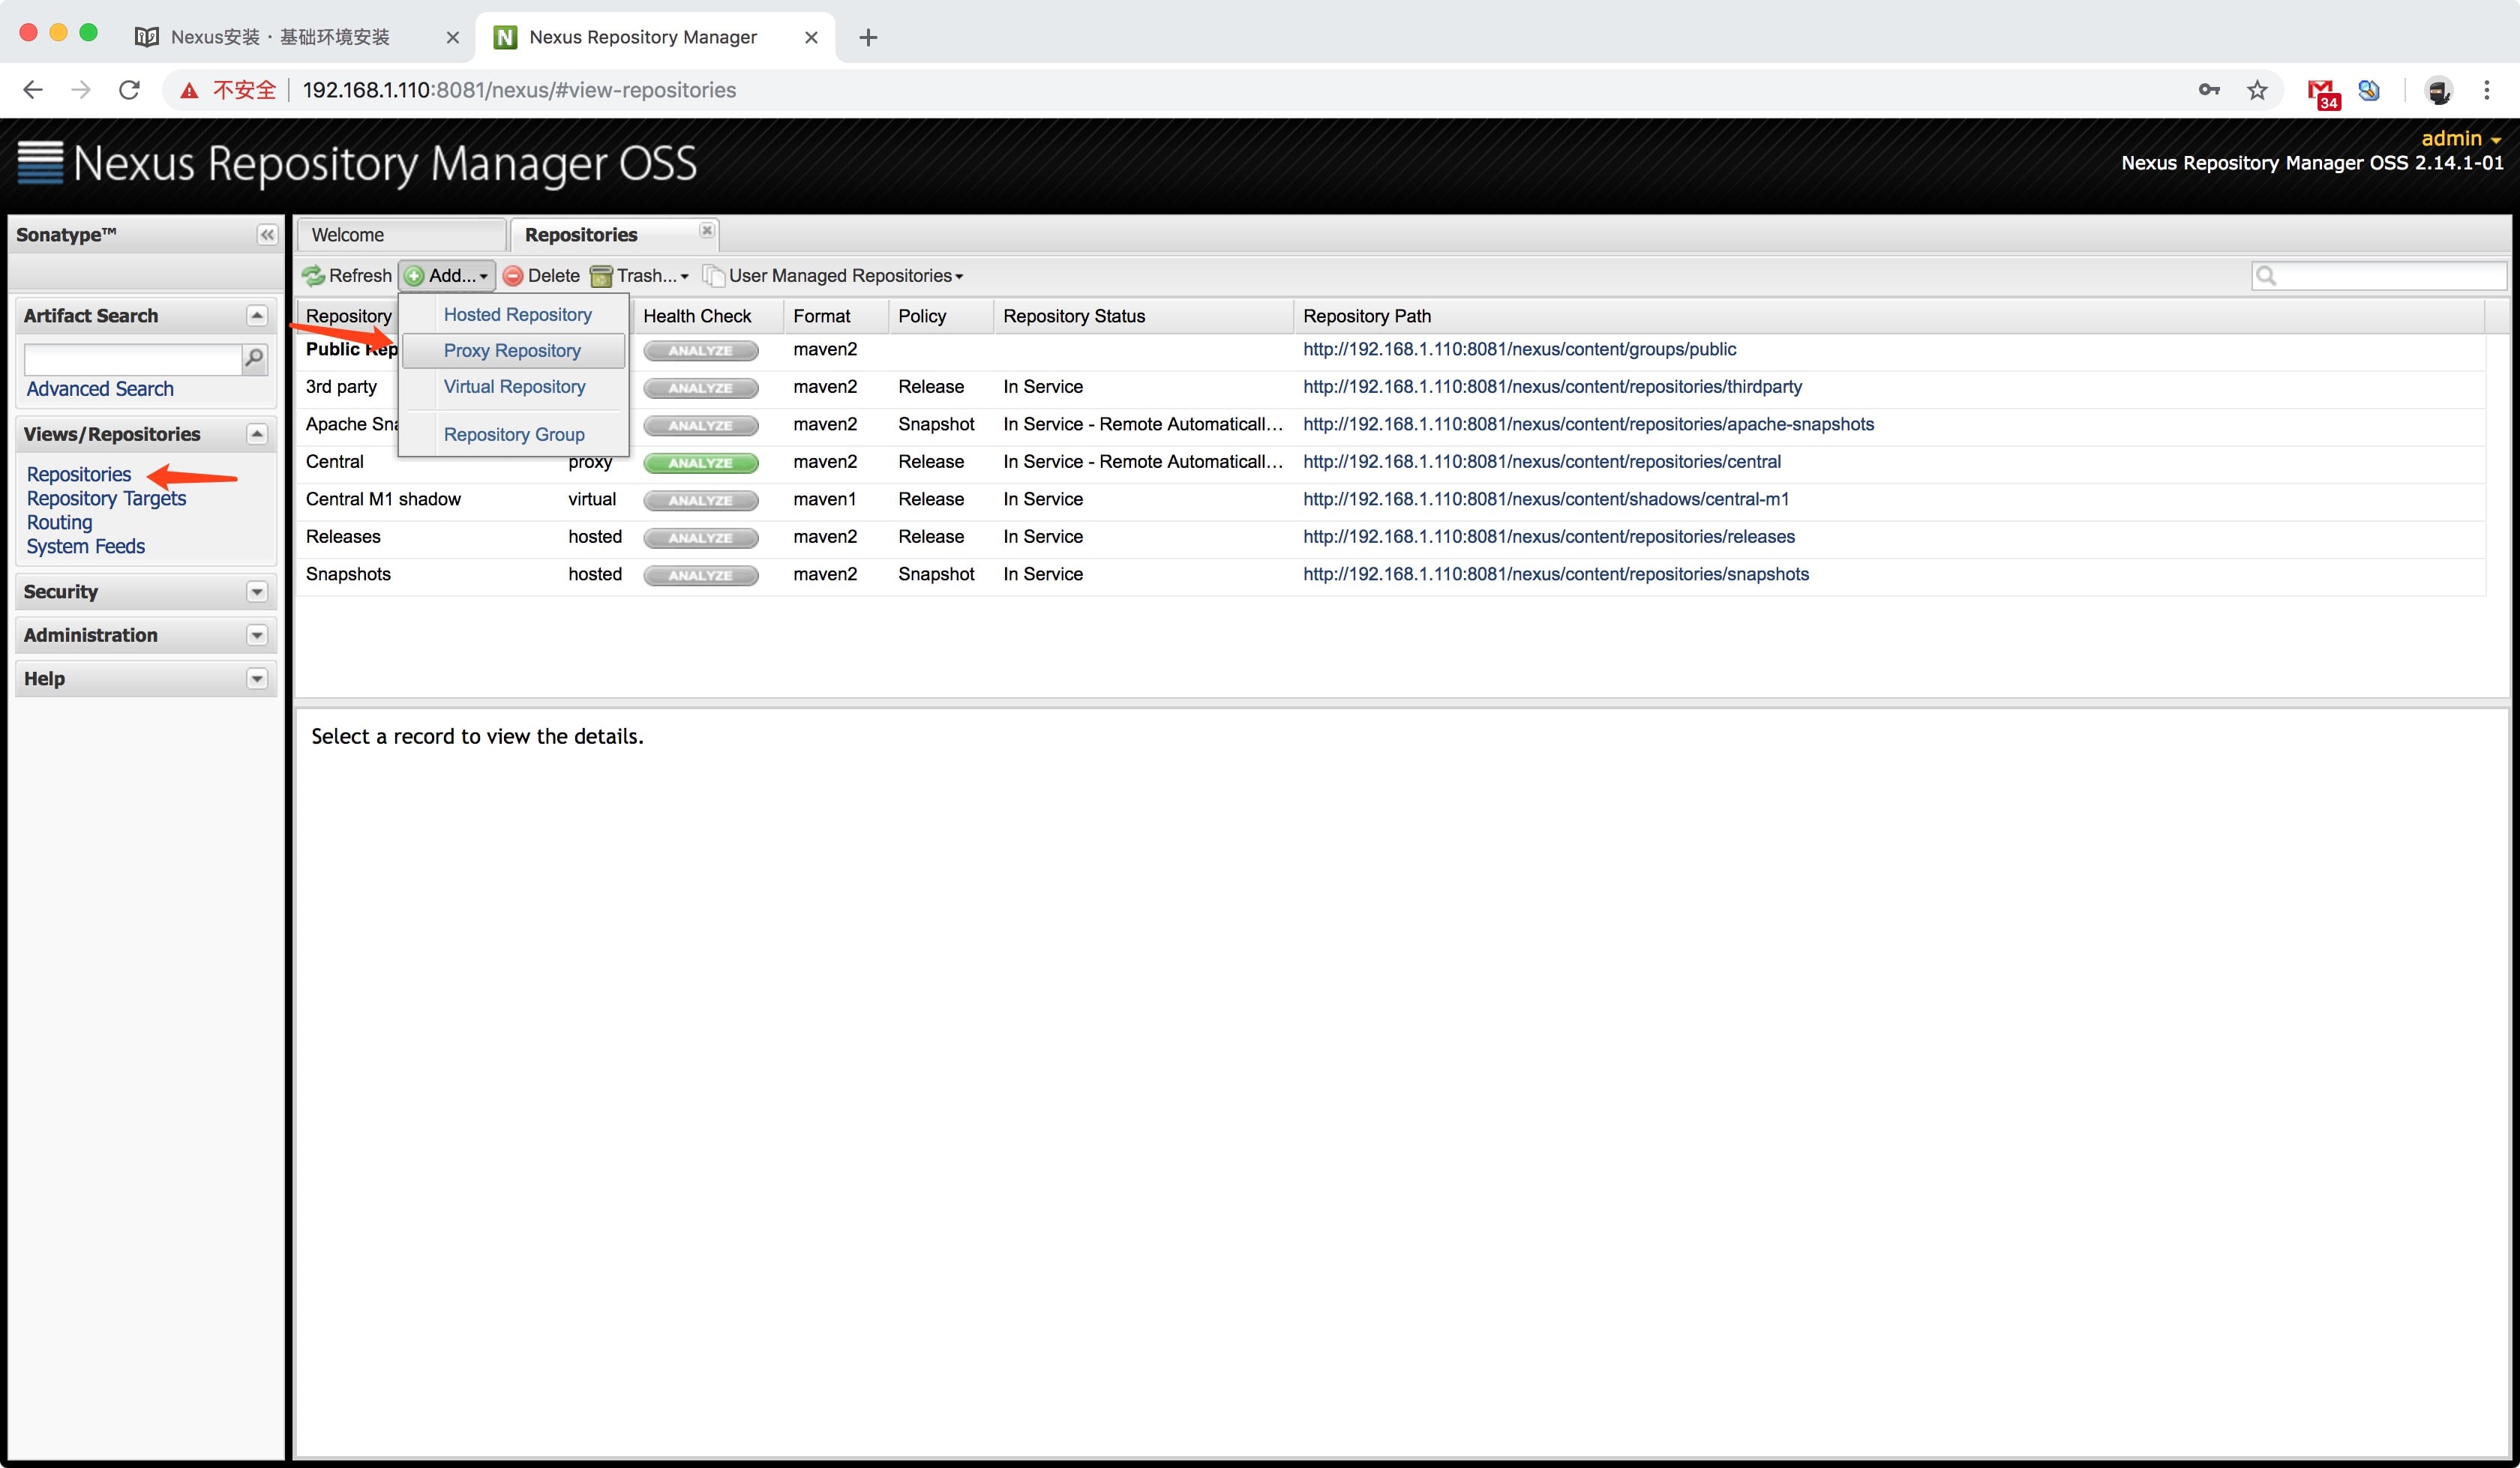 Nexus安装 · 基础环境安装
Nexus Repository Manager
不安全
192.168.1.110:8081/nexus/#view-repositories
34
Nexus Repository Manager OSS
admin
Nexus Repository Manager OSS 2.14.1-01
Sonatype™
Welcome
Repositories
Refresh
Add...
Delete
Trash...
User Managed Repositories
Artifact Search
Advanced Search
Views/Repositories
Repositories
Repository Targets
Routing
System Feeds
Security
Administration
Help
Hosted Repository
Proxy Repository
Virtual Repository
Repository Group
Repository Health Check Format Policy Repository Status Repository Path
Public Rep ANALYZE maven2 http://192.168.1.110:8081/nexus/content/groups/public
3rd party ANALYZE maven2 Release In Service http://192.168.1.110:8081/nexus/content/repositories/thirdparty
Apache Sna ANALYZE maven2 Snapshot In Service - Remote Automaticall... http://192.168.1.110:8081/nexus/content/repositories/apache-snapshots
Central proxy ANALYZE maven2 Release In Service - Remote Automaticall... http://192.168.1.110:8081/nexus/content/repositories/central
Central M1 shadow virtual ANALYZE maven1 Release In Service http://192.168.1.110:8081/nexus/content/shadows/central-m1
Releases hosted ANALYZE maven2 Release In Service http://192.168.1.110:8081/nexus/content/repositories/releases
Snapshots hosted ANALYZE maven2 Snapshot In Service http://192.168.1.110:8081/nexus/content/repositories/snapshots
Select a record to view the details.